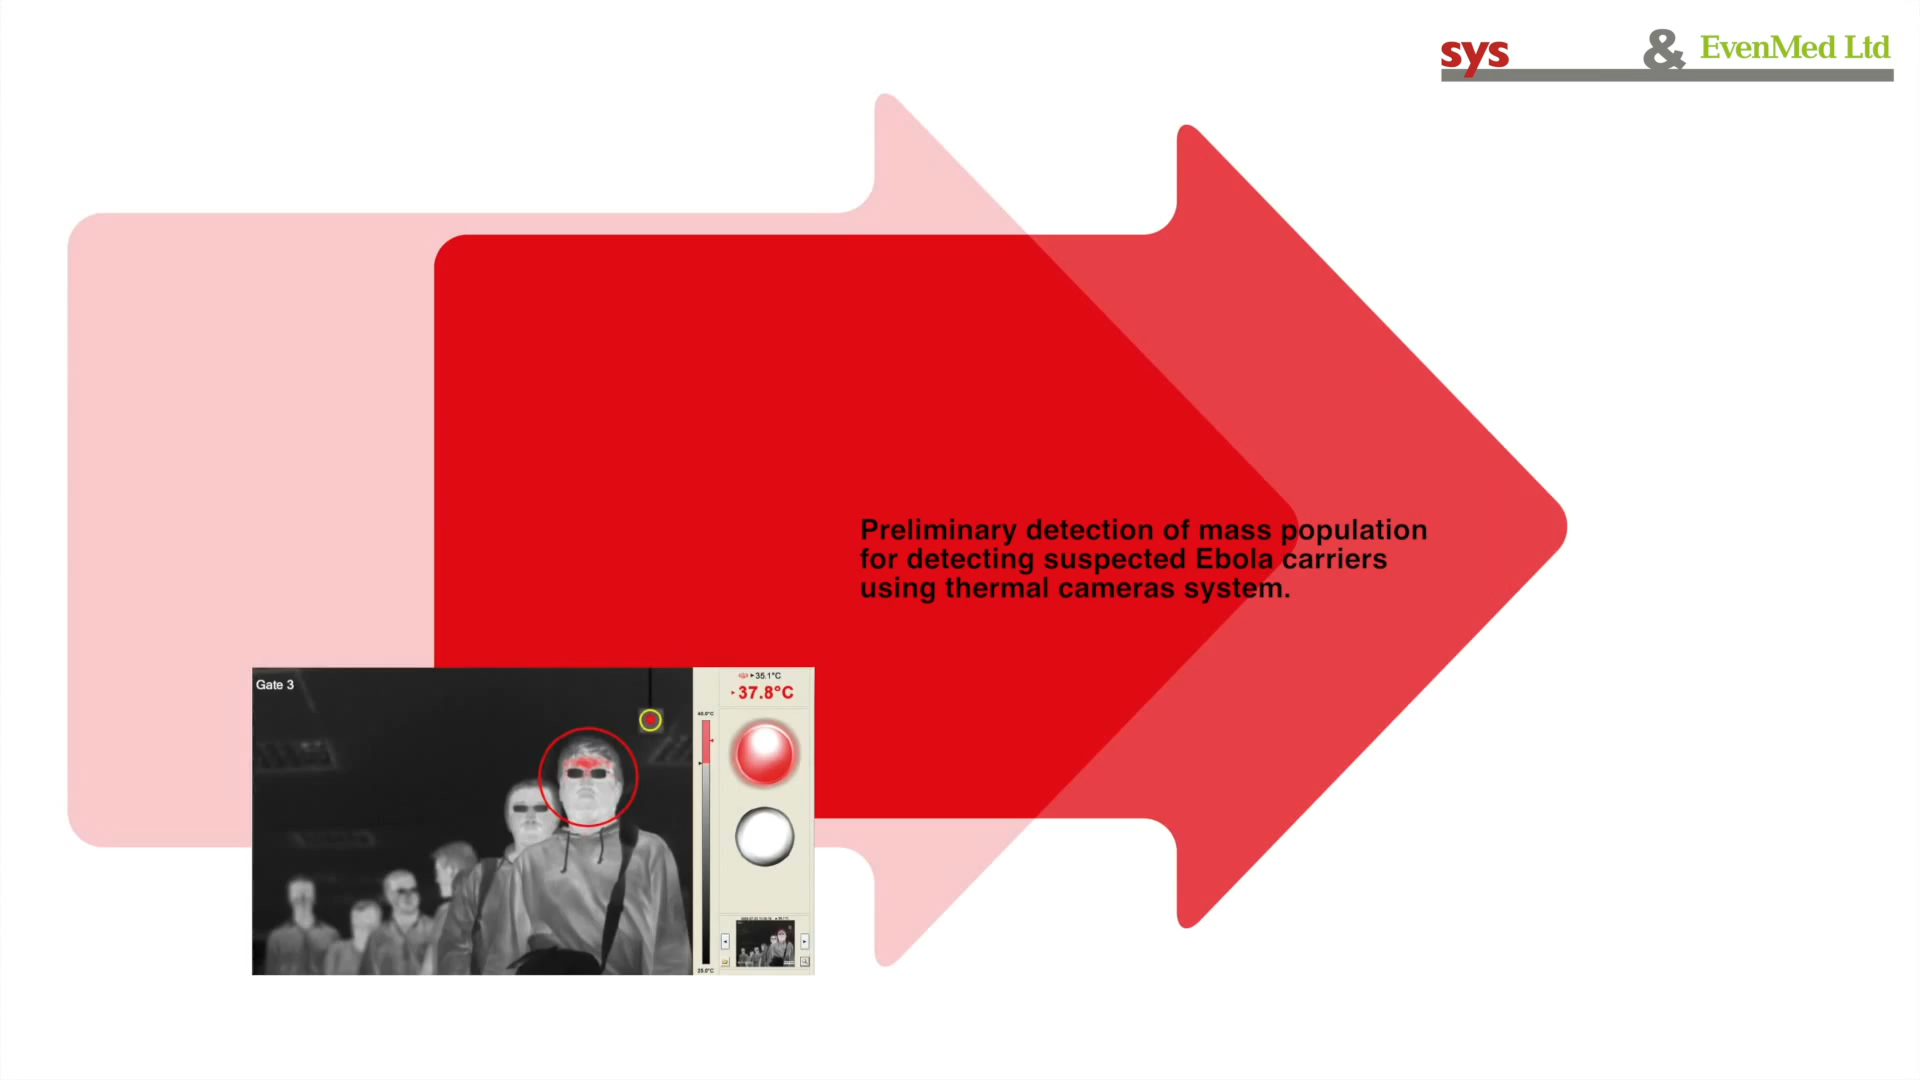 sys & EvenMed Ltd
Preliminary detection of mass population
for detecting suspected Ebola carriers
using thermal cameras system.
Gate 3
35.1°C
37.8°C